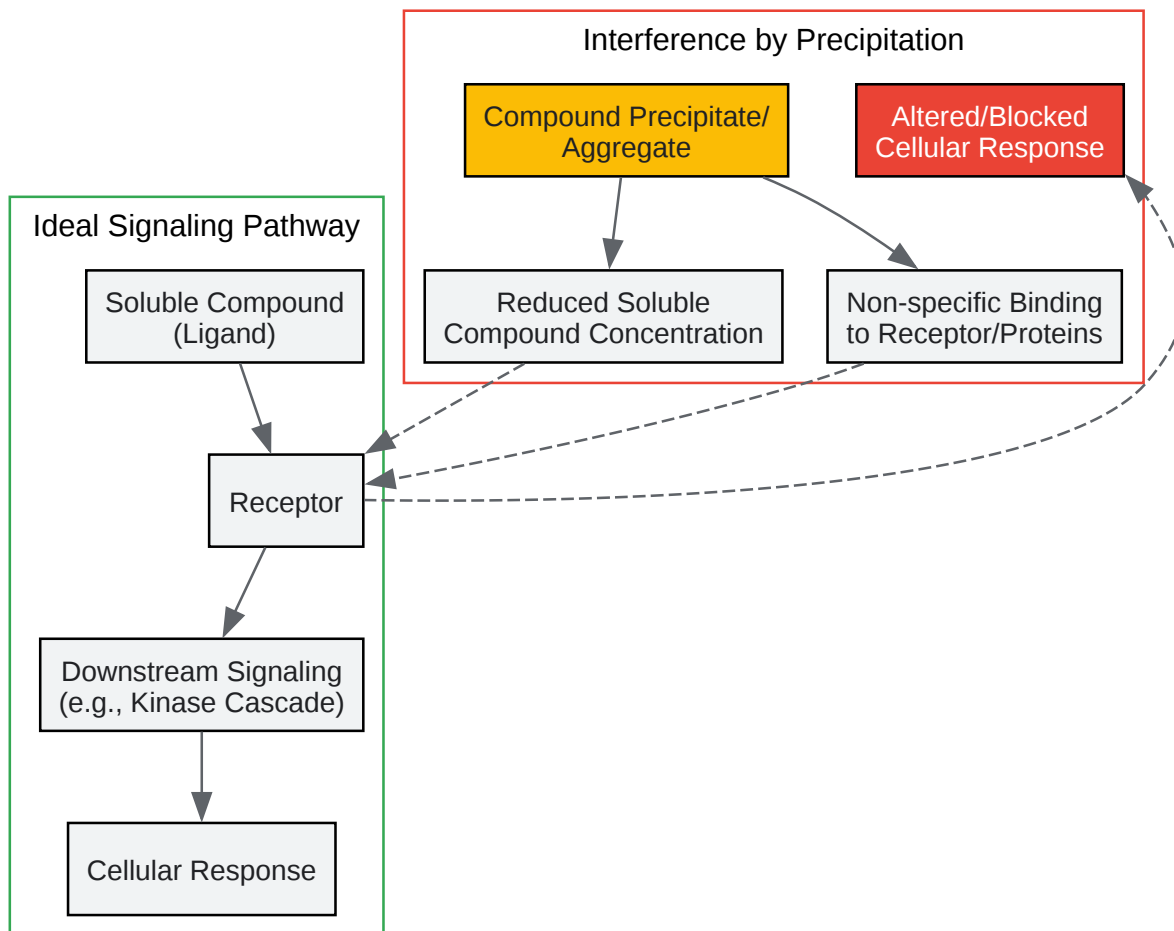 Interference by Precipitation
Compound Precipitate/
Aggregate
Altered/Blocked
Cellular Response
Ideal Signaling Pathway
Soluble Compound
(Ligand)
Reduced Soluble
Compound Concentration
Non-specific Binding
to Receptor/Proteins
Receptor
Downstream Signaling
(e.g., Kinase Cascade)
Cellular Response